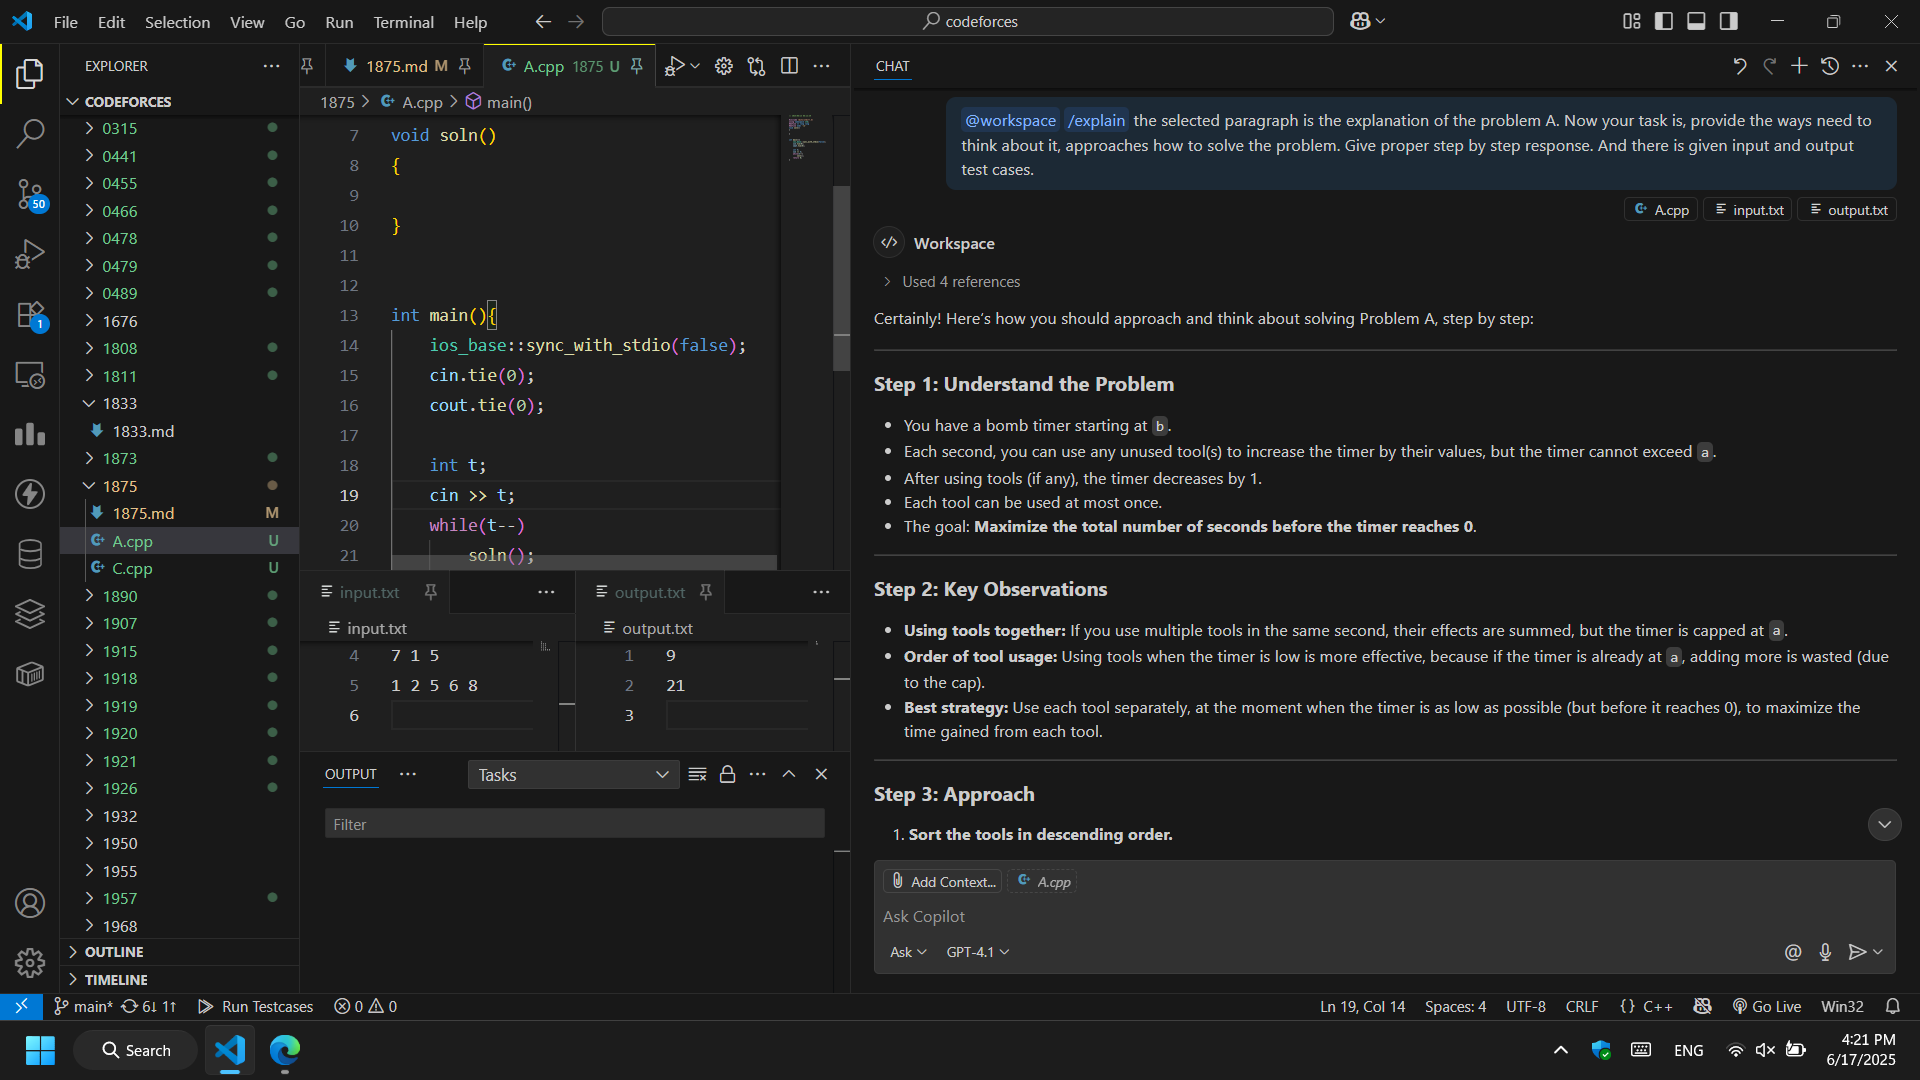 File Edit Selection View Go Run Terminal Help
codeforces
EXPLORER
CODEFORCES
0315
0441
0455
0466
0478
0479
0489
1676
1808
1811
1833
1833.md
1873
1875
1875.md M
A.cpp U
C.cpp U
1890
1907
1915
1918
1919
1920
1921
1926
1932
1950
1955
1957
1968
OUTLINE
TIMELINE
50
1
1875.md M
A.cpp 1875 U
1875 > A.cpp > main()
7 void soln()
8 {
9
10 }
11
12
13 int main(){
14 ios_base::sync_with_stdio(false);
15 cin.tie(0);
16 cout.tie(0);
17
18 int t;
19 cin >> t;
20 while(t--)
21 soln();
input.txt
input.txt
4 7 1 5
5 1 2 5 6 8
6
output.txt
output.txt
1 9
2 21
3
OUTPUT
Tasks
Filter
CHAT
@workspace /explain the selected paragraph is the explanation of the problem A. Now your task is, provide the ways need to
think about it, approaches how to solve the problem. Give proper step by step response. And there is given input and output
test cases.
A.cpp input.txt output.txt
Workspace
Used 4 references
Certainly! Here’s how you should approach and think about solving Problem A, step by step:
Step 1: Understand the Problem
• You have a bomb timer starting at b.
• Each second, you can use any unused tool(s) to increase the timer by their values, but the timer cannot exceed a.
• After using tools (if any), the timer decreases by 1.
• Each tool can be used at most once.
• The goal: Maximize the total number of seconds before the timer reaches 0.
Step 2: Key Observations
• Using tools together: If you use multiple tools in the same second, their effects are summed, but the timer is capped at a.
• Order of tool usage: Using tools when the timer is low is more effective, because if the timer is already at a, adding more is wasted (due
to the cap).
• Best strategy: Use each tool separately, at the moment when the timer is as low as possible (but before it reaches 0), to maximize the
time gained from each tool.
Step 3: Approach
1. Sort the tools in descending order.
Add Context... A.cpp
Ask Copilot
Ask GPT-4.1
main* 6↓ 1↑ Run Testcases 0 0
Ln 19, Col 14 Spaces: 4 UTF-8 CRLF {} C++ Go Live Win32
Search
ENG
4:21 PM
6/17/2025